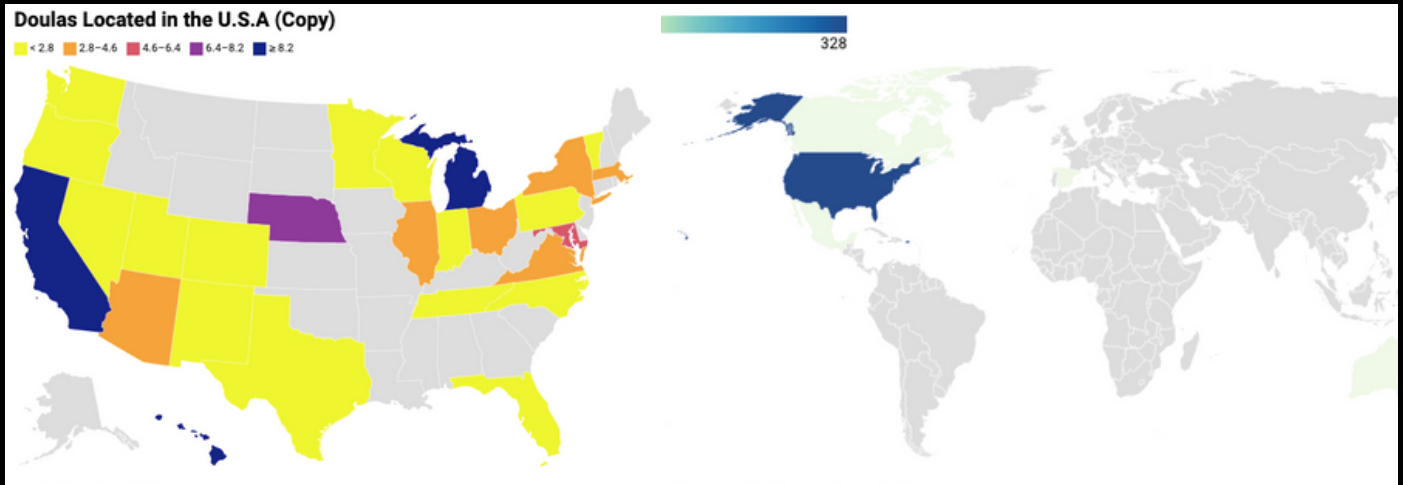 Doulas Located in the U.S.A (Copy)
< 2.8 2.8–4.6 4.6–6.4 6.4–8.2 ≥ 8.2
328